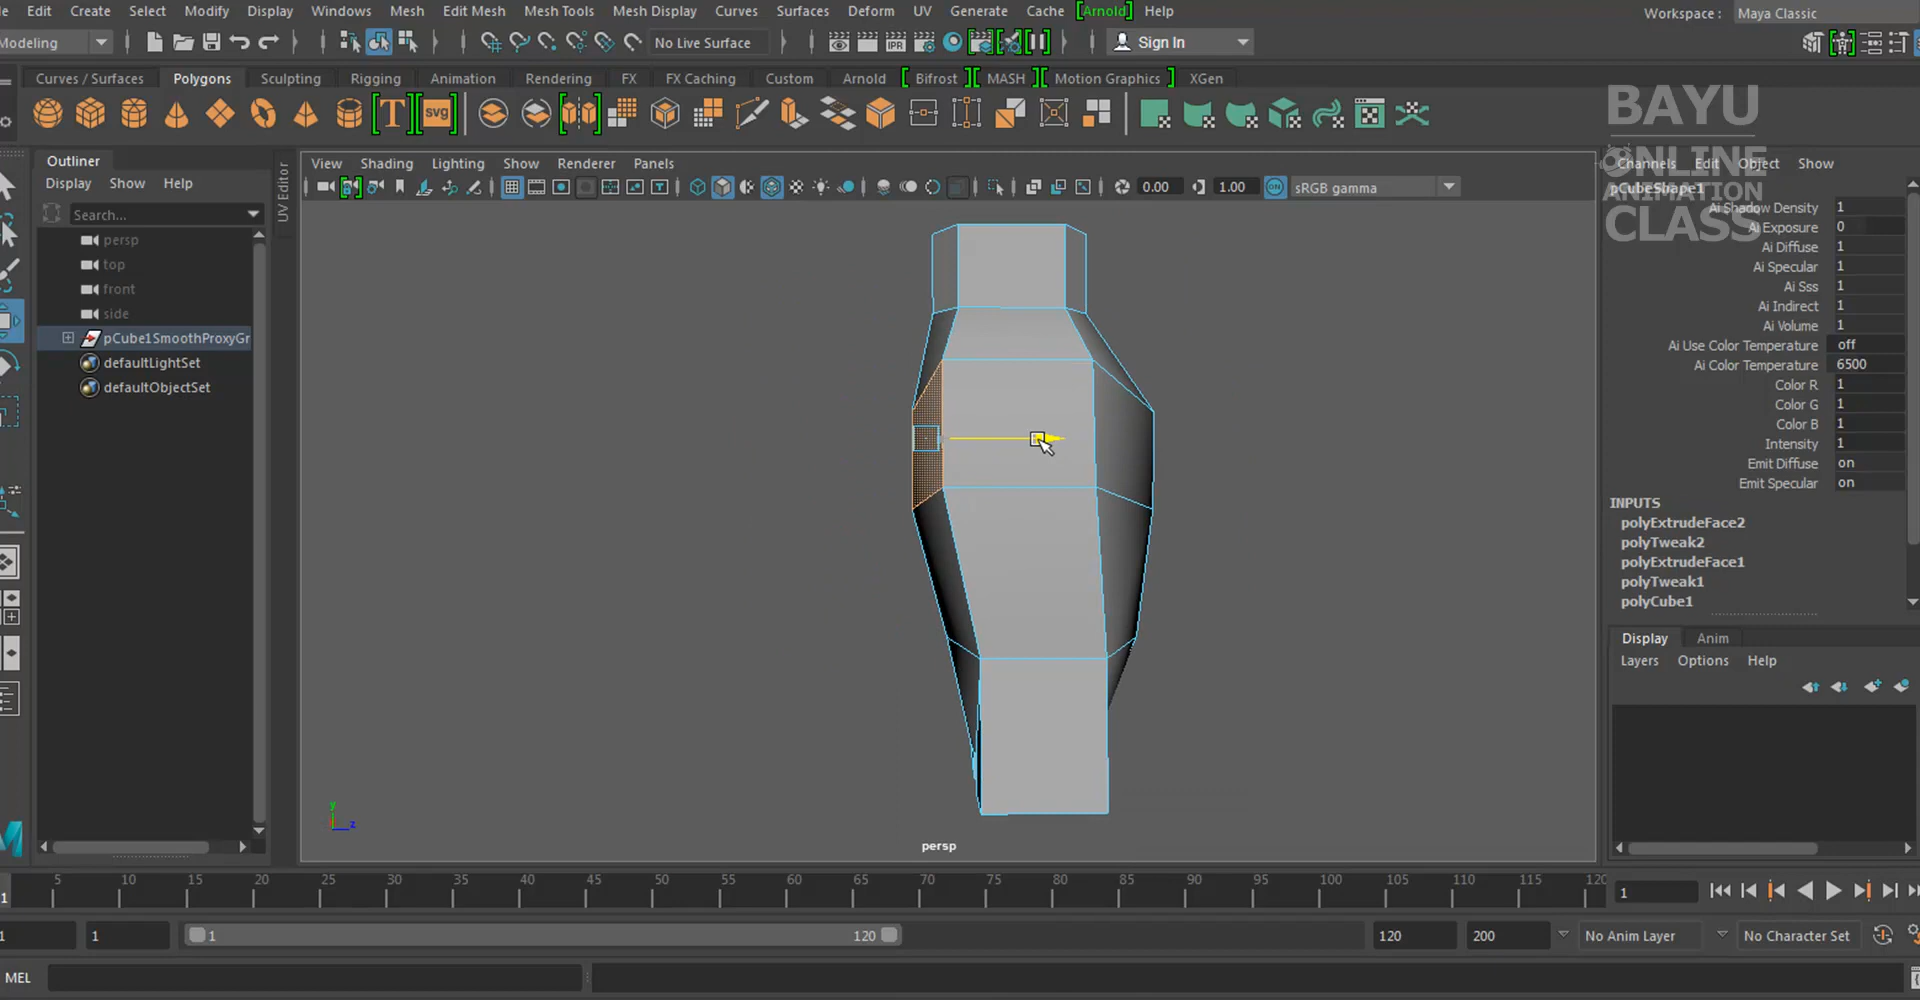 Edit Create Select Modify Display Windows Mesh Edit Mesh Mesh Tools Mesh Display Curves Surfaces Deform UV Generate Cache [Arnold] Help
Workspace : Maya Classic
Modeling
No Live Surface
Sign In
Curves / Surfaces Polygons Sculpting Rigging Animation Rendering FX FX Caching Custom Arnold [ Bifrost ] [ MASH ] [ Motion Graphics ] XGen
T svg IPR
BAYU
ONLINE
ANIMATION
CLASS
Outliner
Display Show Help
Search...
persp
top
front
side
pCube1SmoothProxyGr
defaultLightSet
defaultObjectSet
UV Editor
View Shading Lighting Show Renderer Panels
0.00 1.00 ON sRGB gamma
y
z
persp
Channels Edit Object Show
pCubeShape1
Ai Shadow Density 1
Ai Exposure 0
Ai Diffuse 1
Ai Specular 1
Ai Sss 1
Ai Indirect 1
Ai Volume 1
Ai Use Color Temperature off
Ai Color Temperature 6500
Color R 1
Color G 1
Color B 1
Intensity 1
Emit Diffuse on
Emit Specular on
INPUTS
polyExtrudeFace2
polyTweak2
polyExtrudeFace1
polyTweak1
polyCube1
Display Anim
Layers Options Help
5 10 15 20 25 30 35 40 45 50 55 60 65 70 75 80 85 90 95 100 105 110 115 120
1 1
1 1 1 120 120 200 No Anim Layer No Character Set
MEL